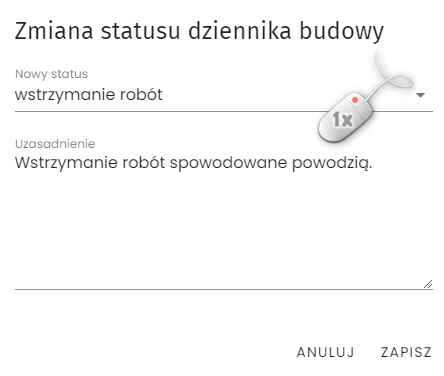 Zmiana statusu dziennika budowy
Nowy status
wstrzymanie robót
1x
Uzasadnienie
Wstrzymanie robót spowodowane powodzią.
ANULUJ ZAPISZ